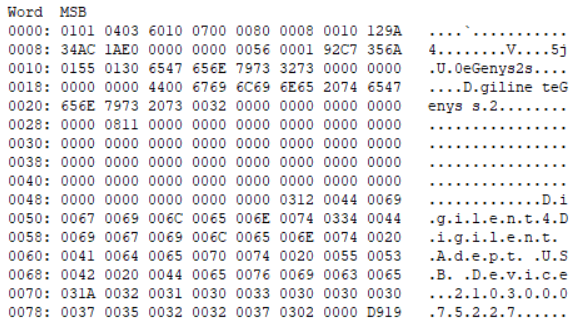 Word MSB
0000: 0101 0403 6010 0700 0080 0008 0010 129A ....`...........
0008: 34AC 1AE0 0000 0000 0056 0001 92C7 356A 4........V....5j
0010: 0155 0130 6547 656E 7973 3273 0000 0000 .U.0eGenys2s....
0018: 0000 0000 4400 6769 6C69 6E65 2074 6547 ....D.giline teG
0020: 656E 7973 2073 0032 0000 0000 0000 0000 enys s.2........
0028: 0000 0811 0000 0000 0000 0000 0000 0000 ................
0030: 0000 0000 0000 0000 0000 0000 0000 0000 ................
0038: 0000 0000 0000 0000 0000 0000 0000 0000 ................
0040: 0000 0000 0000 0000 0000 0000 0000 0000 ................
0048: 0000 0000 0000 0000 0000 0312 0044 0069 .............D.i
0050: 0067 0069 006C 0065 006E 0074 0334 0044 .g.i.l.e.n.t.4.D
0058: 0069 0067 0069 006C 0065 006E 0074 0020 .i.g.i.l.e.n.t.
0060: 0041 0064 0065 0070 0074 0020 0055 0053 .A.d.e.p.t. .U.S
0068: 0042 0020 0044 0065 0076 0069 0063 0065 .B. .D.e.v.i.c.e
0070: 031A 0032 0031 0030 0033 0030 0030 0030 ...2.1.0.3.0.0.0
0078: 0037 0035 0032 0032 0037 0302 0000 D919 .7.5.2.2.7......